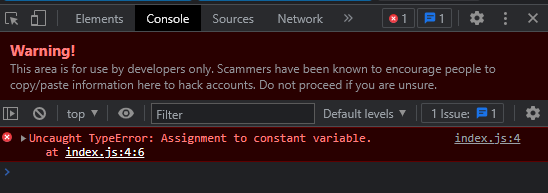 Elements Console Sources Network » 1 1
Warning!
This area is for use by developers only. Scammers have been known to encourage people to
copy/paste information here to hack accounts. Do not proceed if you are unsure.
top Filter Default levels 1 Issue: 1
Uncaught TypeError: Assignment to constant variable. index.js:4
at index.js:4:6